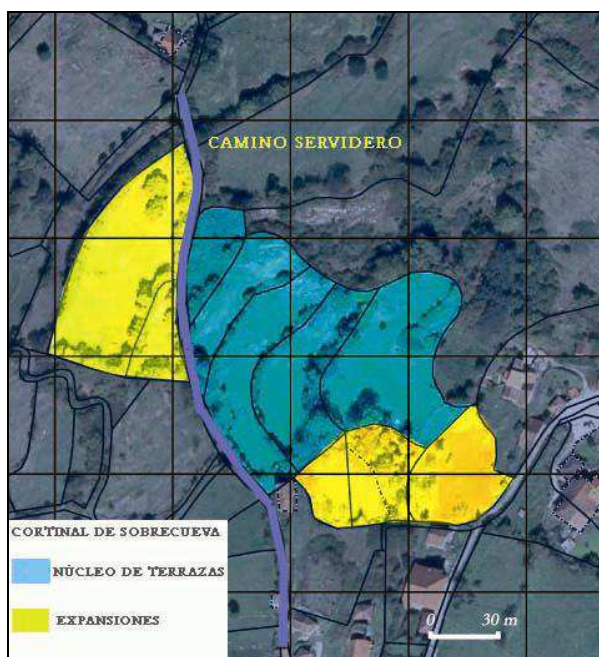 CAMINO SERVIDERO
CORTINAL DE SOBRECUEVA
NÚCLEO DE TERRAZAS
EXPANSIONES
0 30 m